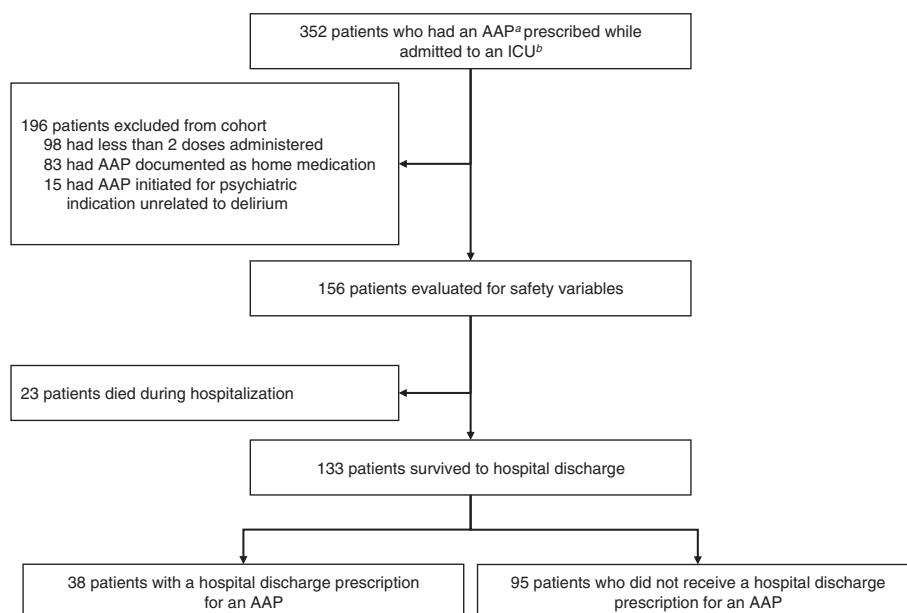 352 patients who had an AAPa prescribed while
admitted to an ICUb
196 patients excluded from cohort
98 had less than 2 doses administered
83 had AAP documented as home medication
15 had AAP initiated for psychiatric
indication unrelated to delirium
156 patients evaluated for safety variables
23 patients died during hospitalization
133 patients survived to hospital discharge
38 patients with a hospital discharge prescription
for an AAP
95 patients who did not receive a hospital discharge
prescription for an AAP